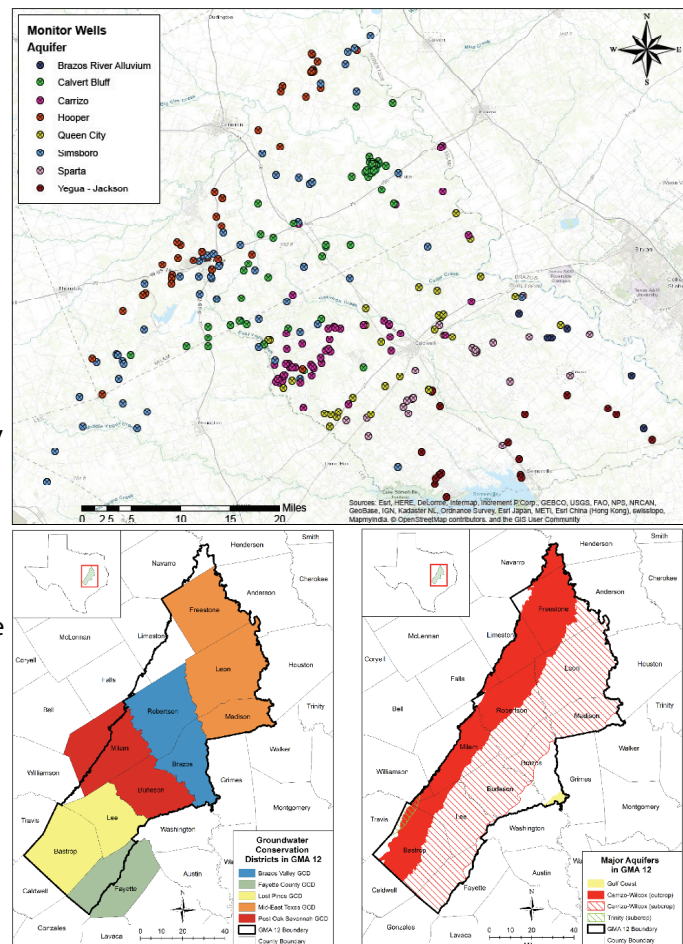 Monitor Wells
Aquifer
Brazos River Alluvium
Calvert Bluff
Carrizo
Hooper
Queen City
Simsboro
Sparta
Yegua - Jackson
N
W
E
S
Caldwell
Somerville
MILAM
Miles
0 2.5 5 10 15 20
Sources: Esri, HERE, DeLorme, Intermap, increment P Corp., GEBCO, USGS, FAO, NPS, NRCAN,
GeoBase, IGN, Kadaster NL, Ordnance Survey, Esri Japan, METI, Esri China (Hong Kong), swisstopo,
MapmyIndia, © OpenStreetMap contributors, and the GIS User Community
y
e
Smith
Henderson
Navarro
Cherokee
Anderson
Freestone
McLennan
Limestone
Coryell
Leon
Houston
Falls
Trinity
Bell
Robertson
Madison
Walker
Milam
Brazos
Grimes
Williamson
Burleson
Montgomery
Travis
Lee
Washington
Bastrop
Austin
Caldwell
Fayette
Gonzales
Lavaca
Wa
N
0 10 20 40
Groundwater
Conservation
Districts in GMA 12
Brazos Valley GCD
Fayette County GCD
Lost Pines GCD
Mid-East Texas GCD
Post Oak Savannah GCD
GMA 12 Boundary
County Boundary
Smith
Henderson
Navarro
Cherokee
Anderson
Freestone
McLennan
Limestone
Coryell
Leon
Houston
Falls
Trinity
Bell
Robertson
Madison
Walker
Milam
Brazos
Grimes
Williamson
Burleson
Montgomery
Travis
Lee
Washington
Bastrop
Austin
Caldwell
Fayette
Gonzales
Lavaca
N
Major Aquifers
in GMA 12
Gulf Coast
Carrizo-Wilcox (outcrop)
Carrizo-Wilcox (subcrop)
Trinity (subcrop)
GMA 12 Boundary
County Boundary